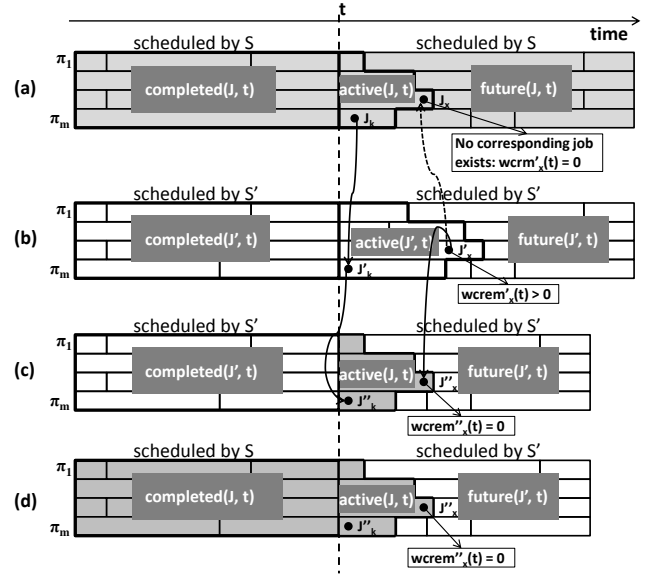 t
time
scheduled by S
scheduled by S
(a)
π1
πm
completed(J, t)
active(J, t)
future(J, t)
Jx
Jk
No corresponding job
exists: wcrm'x(t) = 0
scheduled by S'
scheduled by S'
(b)
π1
πm
completed(J', t)
active(J', t)
future(J', t)
J'x
J'k
wcrem'x(t) > 0
scheduled by S'
scheduled by S'
(c)
π1
πm
completed(J', t)
active(J, t)
future(J', t)
J''x
J''k
wcrem''x(t) = 0
scheduled by S
scheduled by S'
(d)
π1
πm
completed(J, t)
active(J, t)
future(J', t)
J''x
J''k
wcrem''x(t) = 0